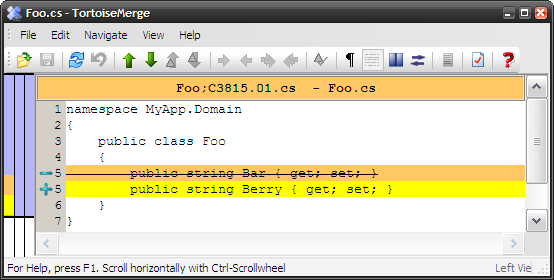 Foo.cs - TortoiseMerge
File Edit Navigate View Help
Foo;C3815.01.cs - Foo.cs
1 namespace MyApp.Domain
2 {
3 public class Foo
4 {
5 public string Bar { get; set; }
5 public string Berry { get; set; }
6 }
7 }
For Help, press F1. Scroll horizontally with Ctrl-Scrollwheel Left Vie